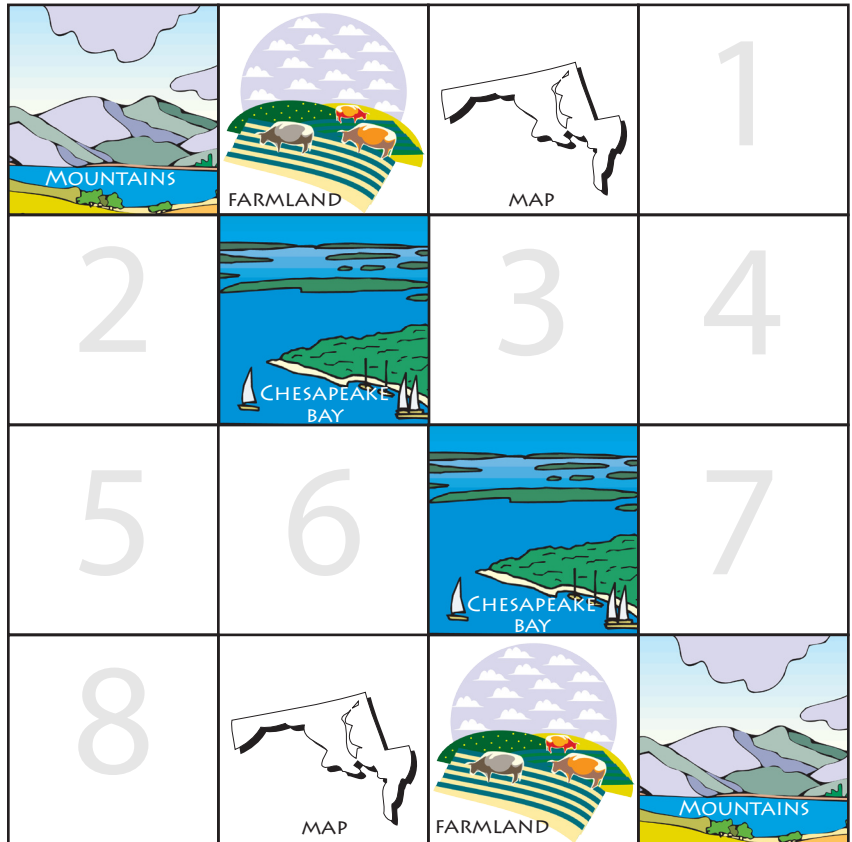 MOUNTAINS
FARMLAND
MAP
1
2
CHESAPEAKE
BAY
3
4
5
6
CHESAPEAKE
BAY
7
8
MAP
FARMLAND
MOUNTAINS